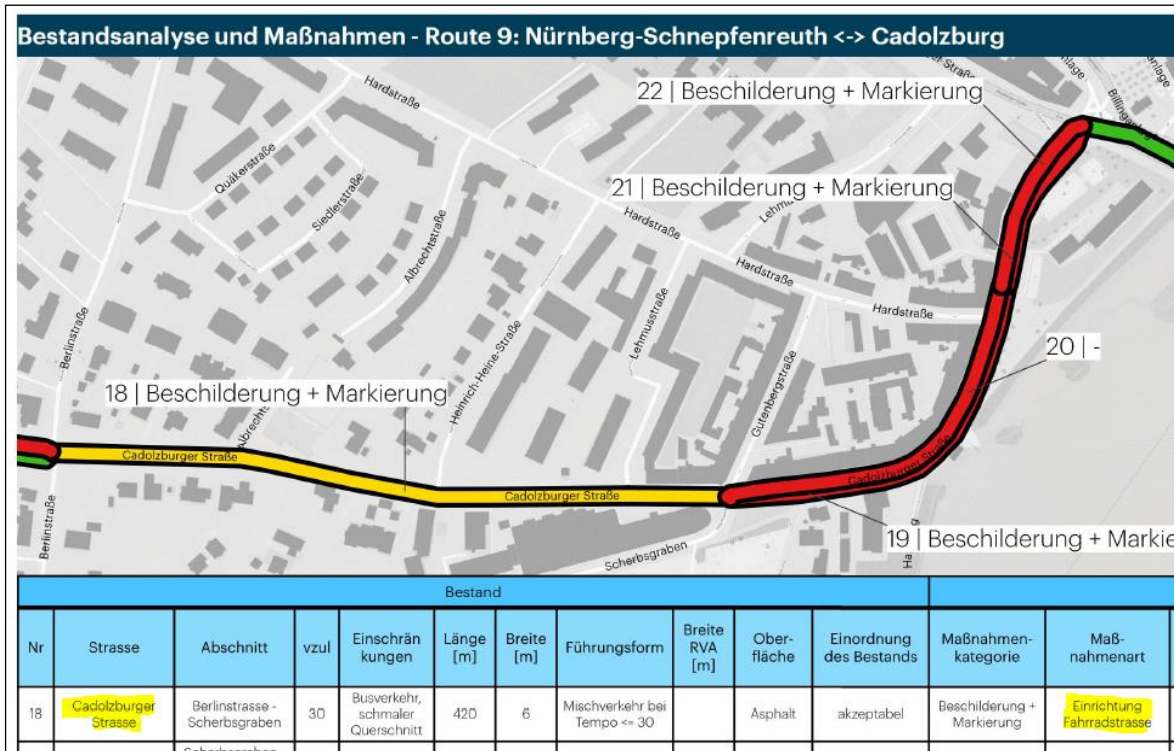 Bestandsanalyse und Maßnahmen - Route 9: Nürnberg-Schnepfenreuth <-> Cadolzburg
Hardstraße
22 | Beschilderung + Markierung
Quäkerstraße
Siedlerstraße
Albrechtstraße
21 | Beschilderung + Markierung
Hardstraße
Hardstraße
Hardstraße
Berlinstraße
Heinrich-Heine-Straße
Lehmusstraße
Gutenbergstraße
20 | -
18 | Beschilderung + Markierung
Cadolzburger Straße
Cadolzburger Straße
Cadolzburger Straße
Berlinstraße
Scherbsgraben
19 | Beschilderung + Markie
Bestand
Nr Strasse Abschnitt vzul Einschrän kungen Länge [m] Breite [m] Führungsform Breite RVA [m] Ober- fläche Einordnung des Bestands Maßnahmen- kategorie Maß- nahmenart
18 Cadolzburger Strasse Berlinstrasse - Scherbsgraben 30 Busverkehr, schmaler Querschnitt 420 6 Mischverkehr bei Tempo <= 30 Asphalt akzeptabel Beschilderung + Markierung Einrichtung Fahrradstrasse